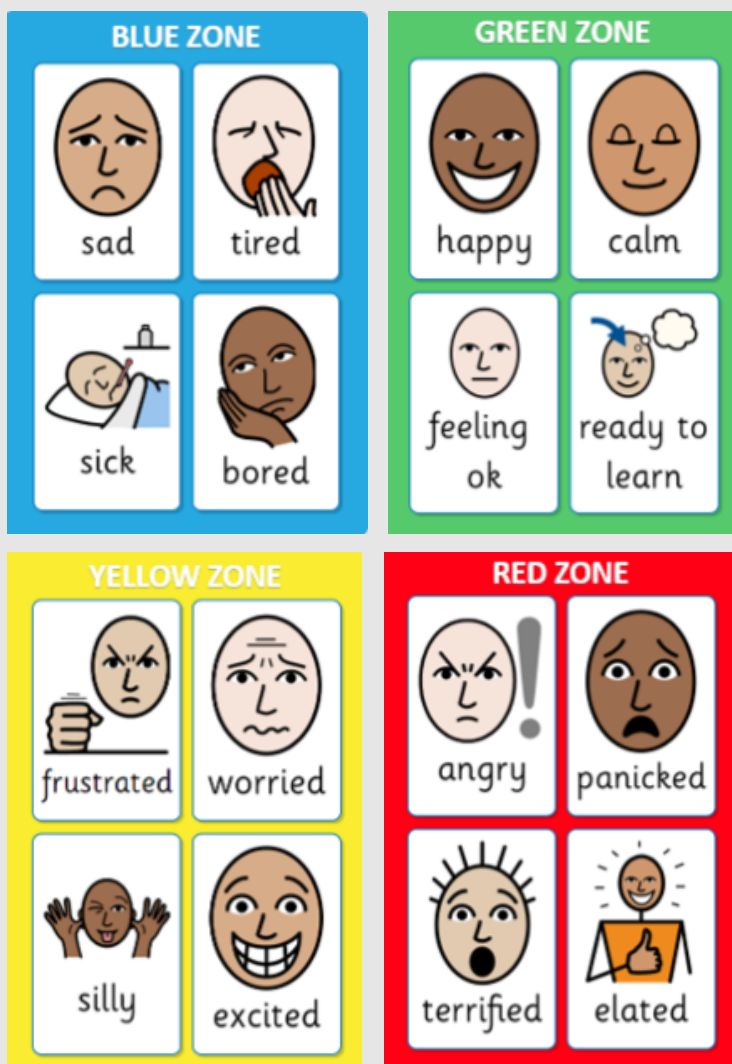 BLUE ZONE
sad
tired
sick
bored
GREEN ZONE
happy
calm
feeling
ok
ready to
learn
YELLOW ZONE
frustrated
worried
silly
excited
RED ZONE
angry
panicked
terrified
elated